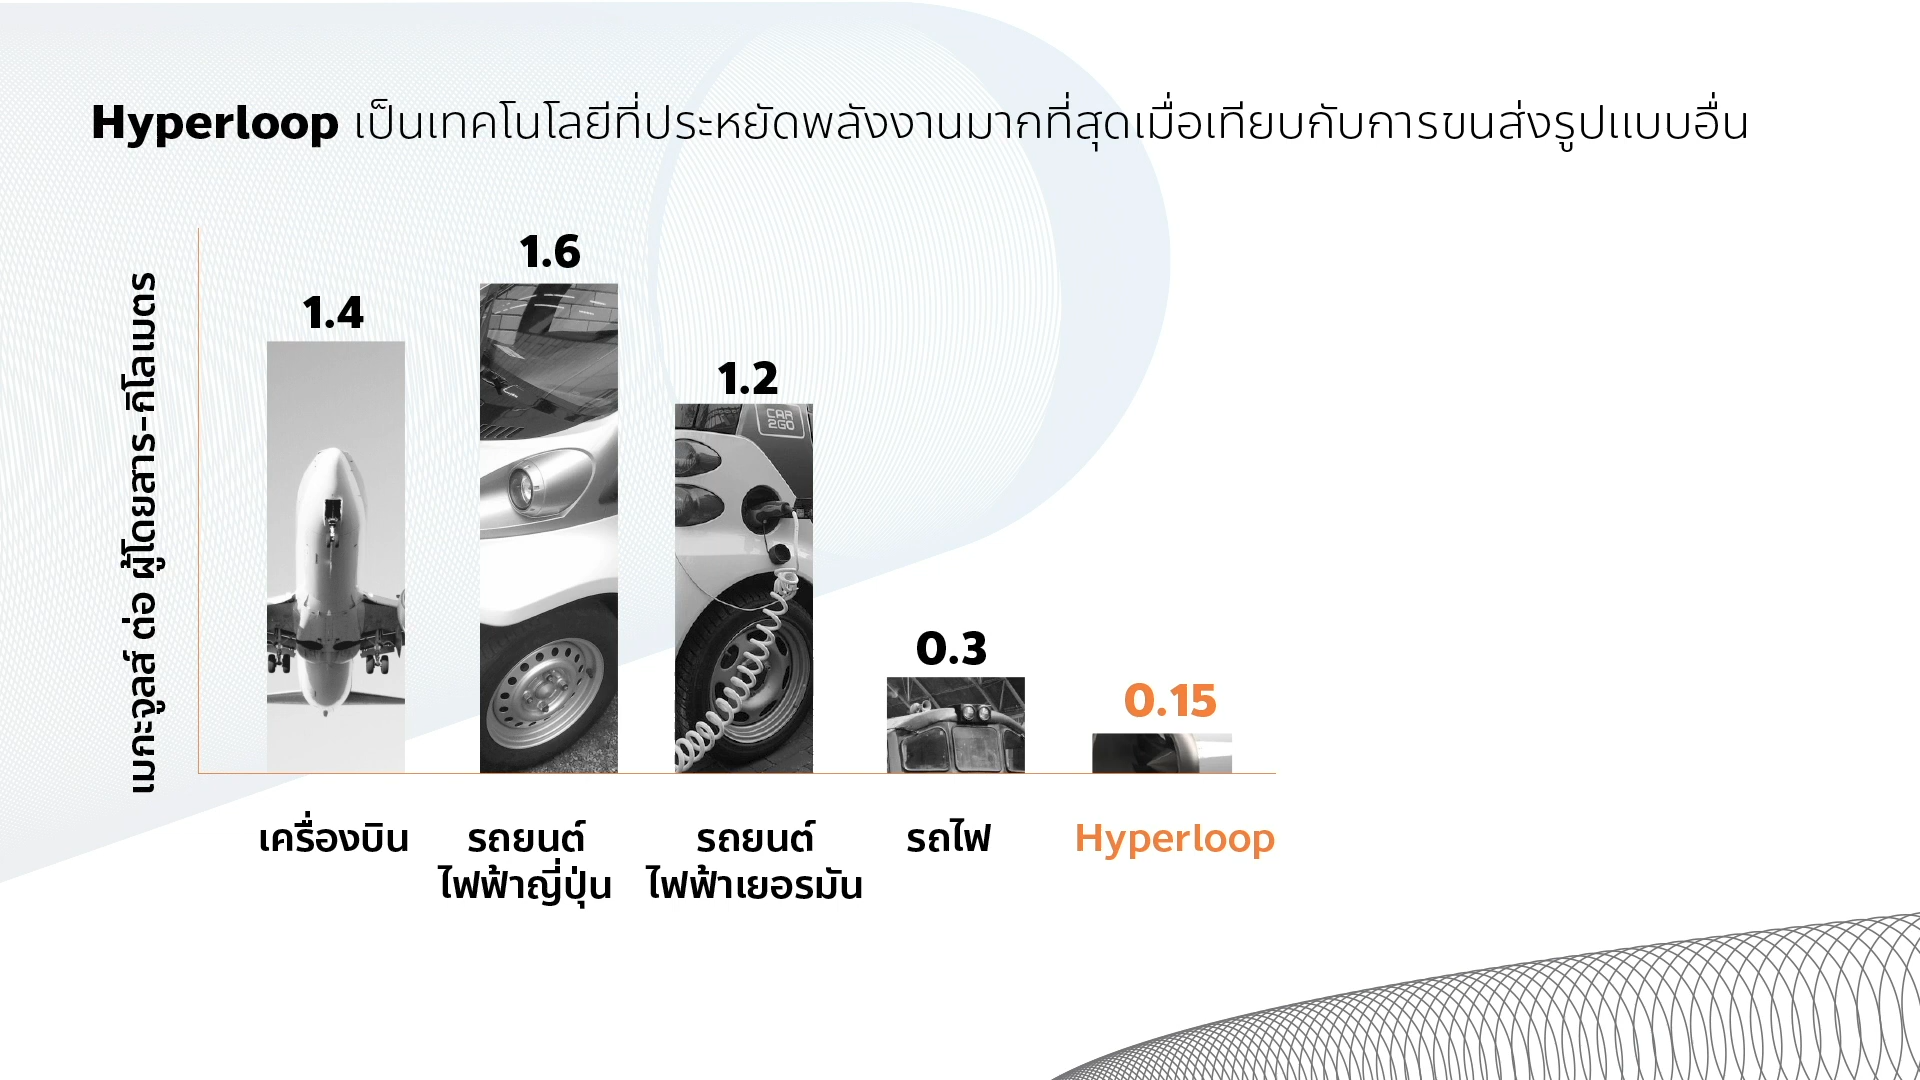 Hyperloop เป็นเทคโนโลยีที่ประหยัดพลังงานมากที่สุดเมื่อเทียบกับการขนส่งรูปแบบอื่น
เมกะจูลส์ ต่อ ผู้โดยสาร-กิโลเมตร
1.4
1.6
1.2
CAR
2GO
0.3
0.15
เครื่องบิน
รถยนต์
ไฟฟ้าญี่ปุ่น
รถยนต์
ไฟฟ้าเยอรมัน
รถไฟ
Hyperloop